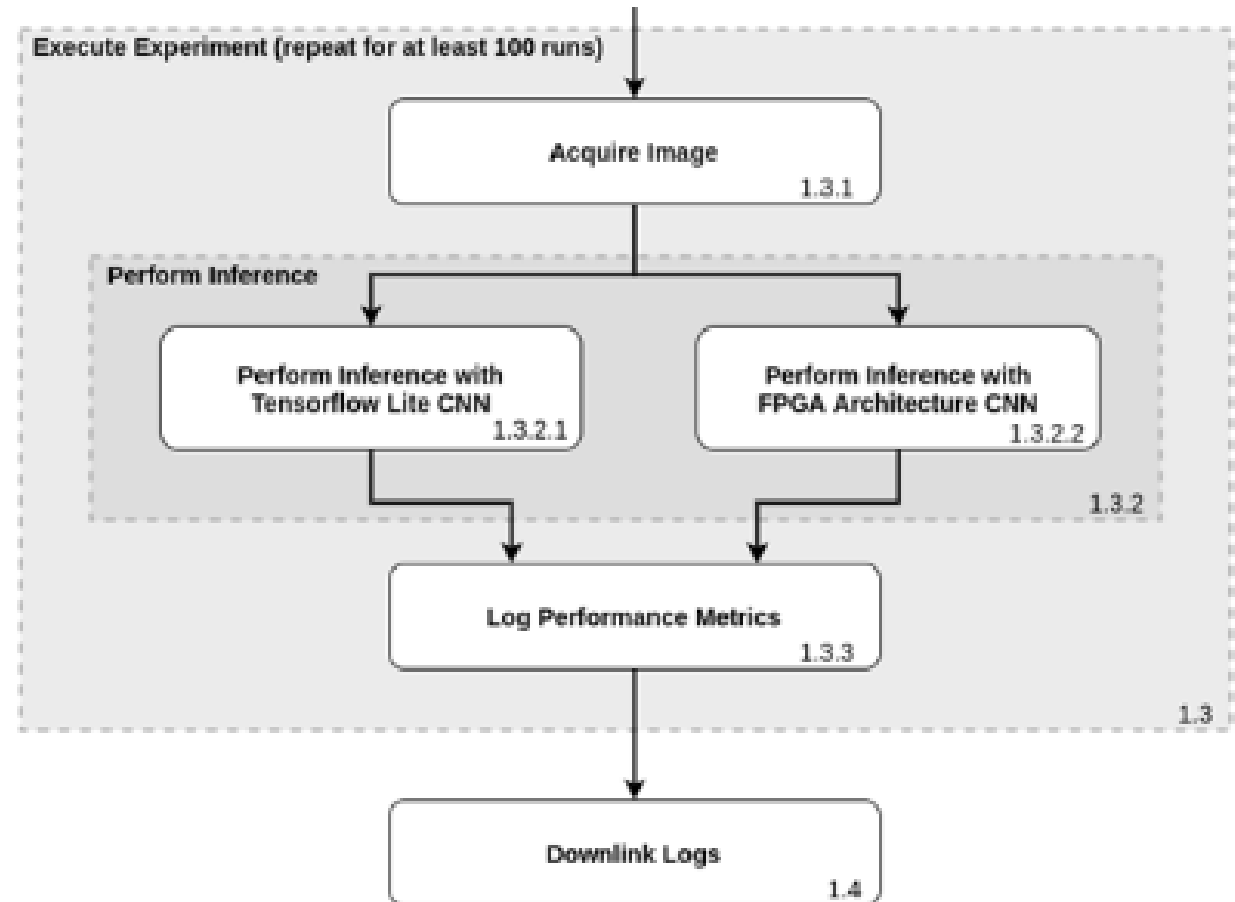 Execute Experiment (repeat for at least 100 runs)
Acquire Image
1.3.1
Perform Inference
Perform Inference with
Tensorflow Lite CNN
1.3.2.1
Perform Inference with
FPGA Architecture CNN
1.3.2.2
1.3.2
Log Performance Metrics
1.3.3
1.3
Downlink Logs
1.4